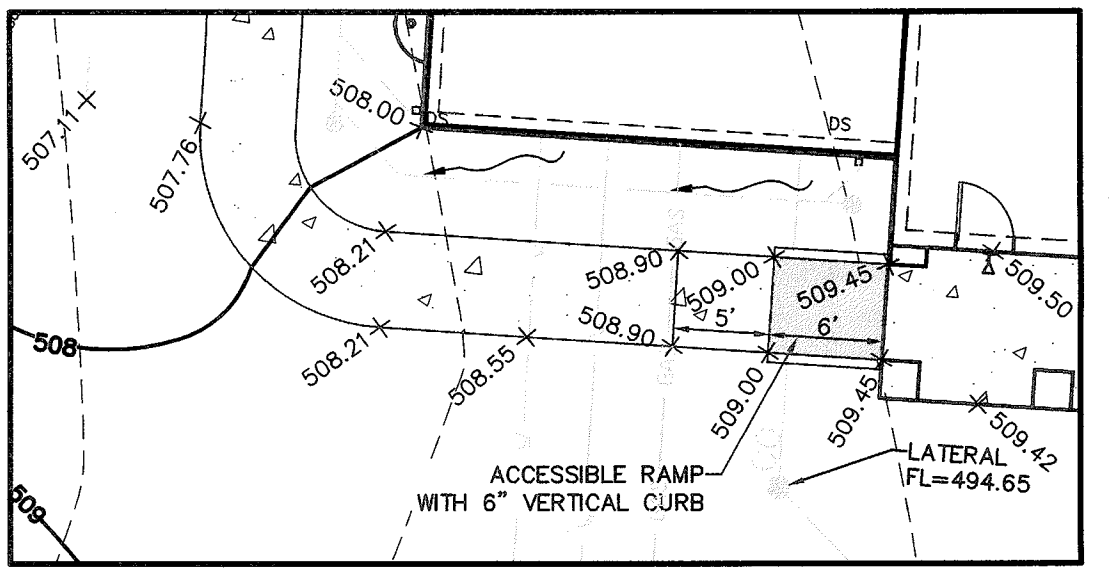 508.00
DS
DS
507.11
507.76
508.21
508.90
509.00
509.45
509.50
508
508.21
508.55
508.90
5'
6'
509.00
509.45
509.42
509
ACCESSIBLE RAMP
WITH 6" VERTICAL CURB
LATERAL
FL=494.65
GAS
CO